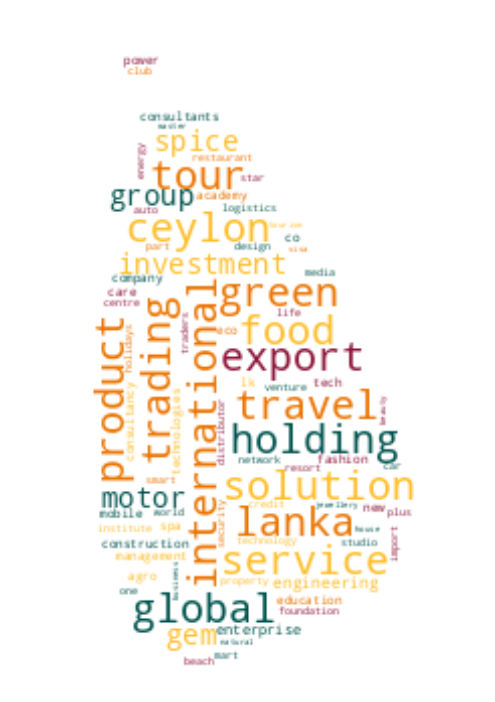 power
club
consultants
master
spice
energy
restaurant
tour
star
group
academy
auto
logistics
ceylon
tourism
part
design
co
visa
investment
company
media
care
centre
green
life
product
holidays
trading
traders
international
eco
food
export
lk
venture
tech
consultancy
technologies
distributor
travel
beauty
holding
network
fashion
resort
car
smart
solution
motor
mobile
world
security
credit
jewellery
new
plus
institute
spa
lanka
house
import
construction
technology
studio
management
service
agro
business
property
engineering
one
global
education
foundation
gem
enterprise
natural
beach
mart